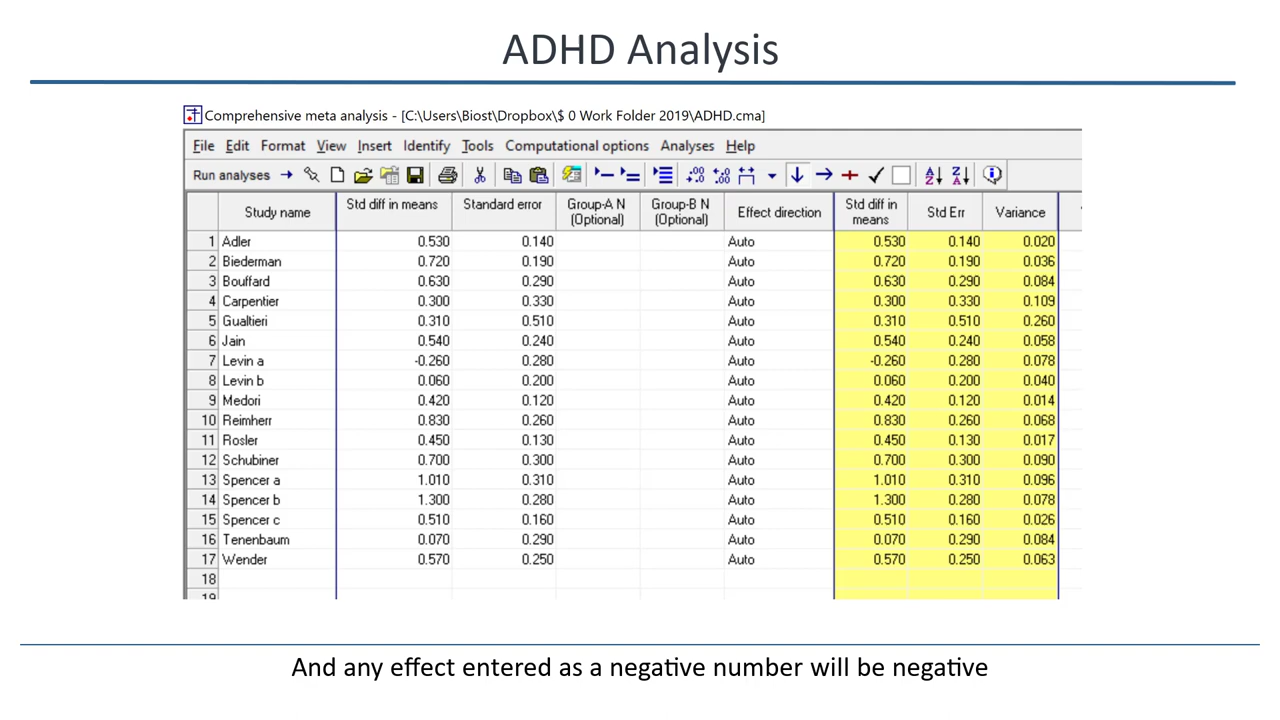 ADHD Analysis
Comprehensive meta analysis - [C:\Users\Biost\Dropbox\$ 0 Work Folder 2019\ADHD.cma]
File Edit Format View Insert Identify Tools Computational options Analyses Help
Run analyses
Study name Std diff in means Standard error Group-A N (Optional) Group-B N (Optional) Effect direction Std diff in means Std Err Variance
1 Adler 0.530 0.140 Auto 0.530 0.140 0.020
2 Biederman 0.720 0.190 Auto 0.720 0.190 0.036
3 Bouffard 0.630 0.290 Auto 0.630 0.290 0.084
4 Carpentier 0.300 0.330 Auto 0.300 0.330 0.109
5 Gualtieri 0.310 0.510 Auto 0.310 0.510 0.260
6 Jain 0.540 0.240 Auto 0.540 0.240 0.058
7 Levin a -0.260 0.280 Auto -0.260 0.280 0.078
8 Levin b 0.060 0.200 Auto 0.060 0.200 0.040
9 Medori 0.420 0.120 Auto 0.420 0.120 0.014
10 Reimherr 0.830 0.260 Auto 0.830 0.260 0.068
11 Rosler 0.450 0.130 Auto 0.450 0.130 0.017
12 Schubiner 0.700 0.300 Auto 0.700 0.300 0.090
13 Spencer a 1.010 0.310 Auto 1.010 0.310 0.096
14 Spencer b 1.300 0.280 Auto 1.300 0.280 0.078
15 Spencer c 0.510 0.160 Auto 0.510 0.160 0.026
16 Tenenbaum 0.070 0.290 Auto 0.070 0.290 0.084
17 Wender 0.570 0.250 Auto 0.570 0.250 0.063
18
19
And any effect entered as a negative number will be negative